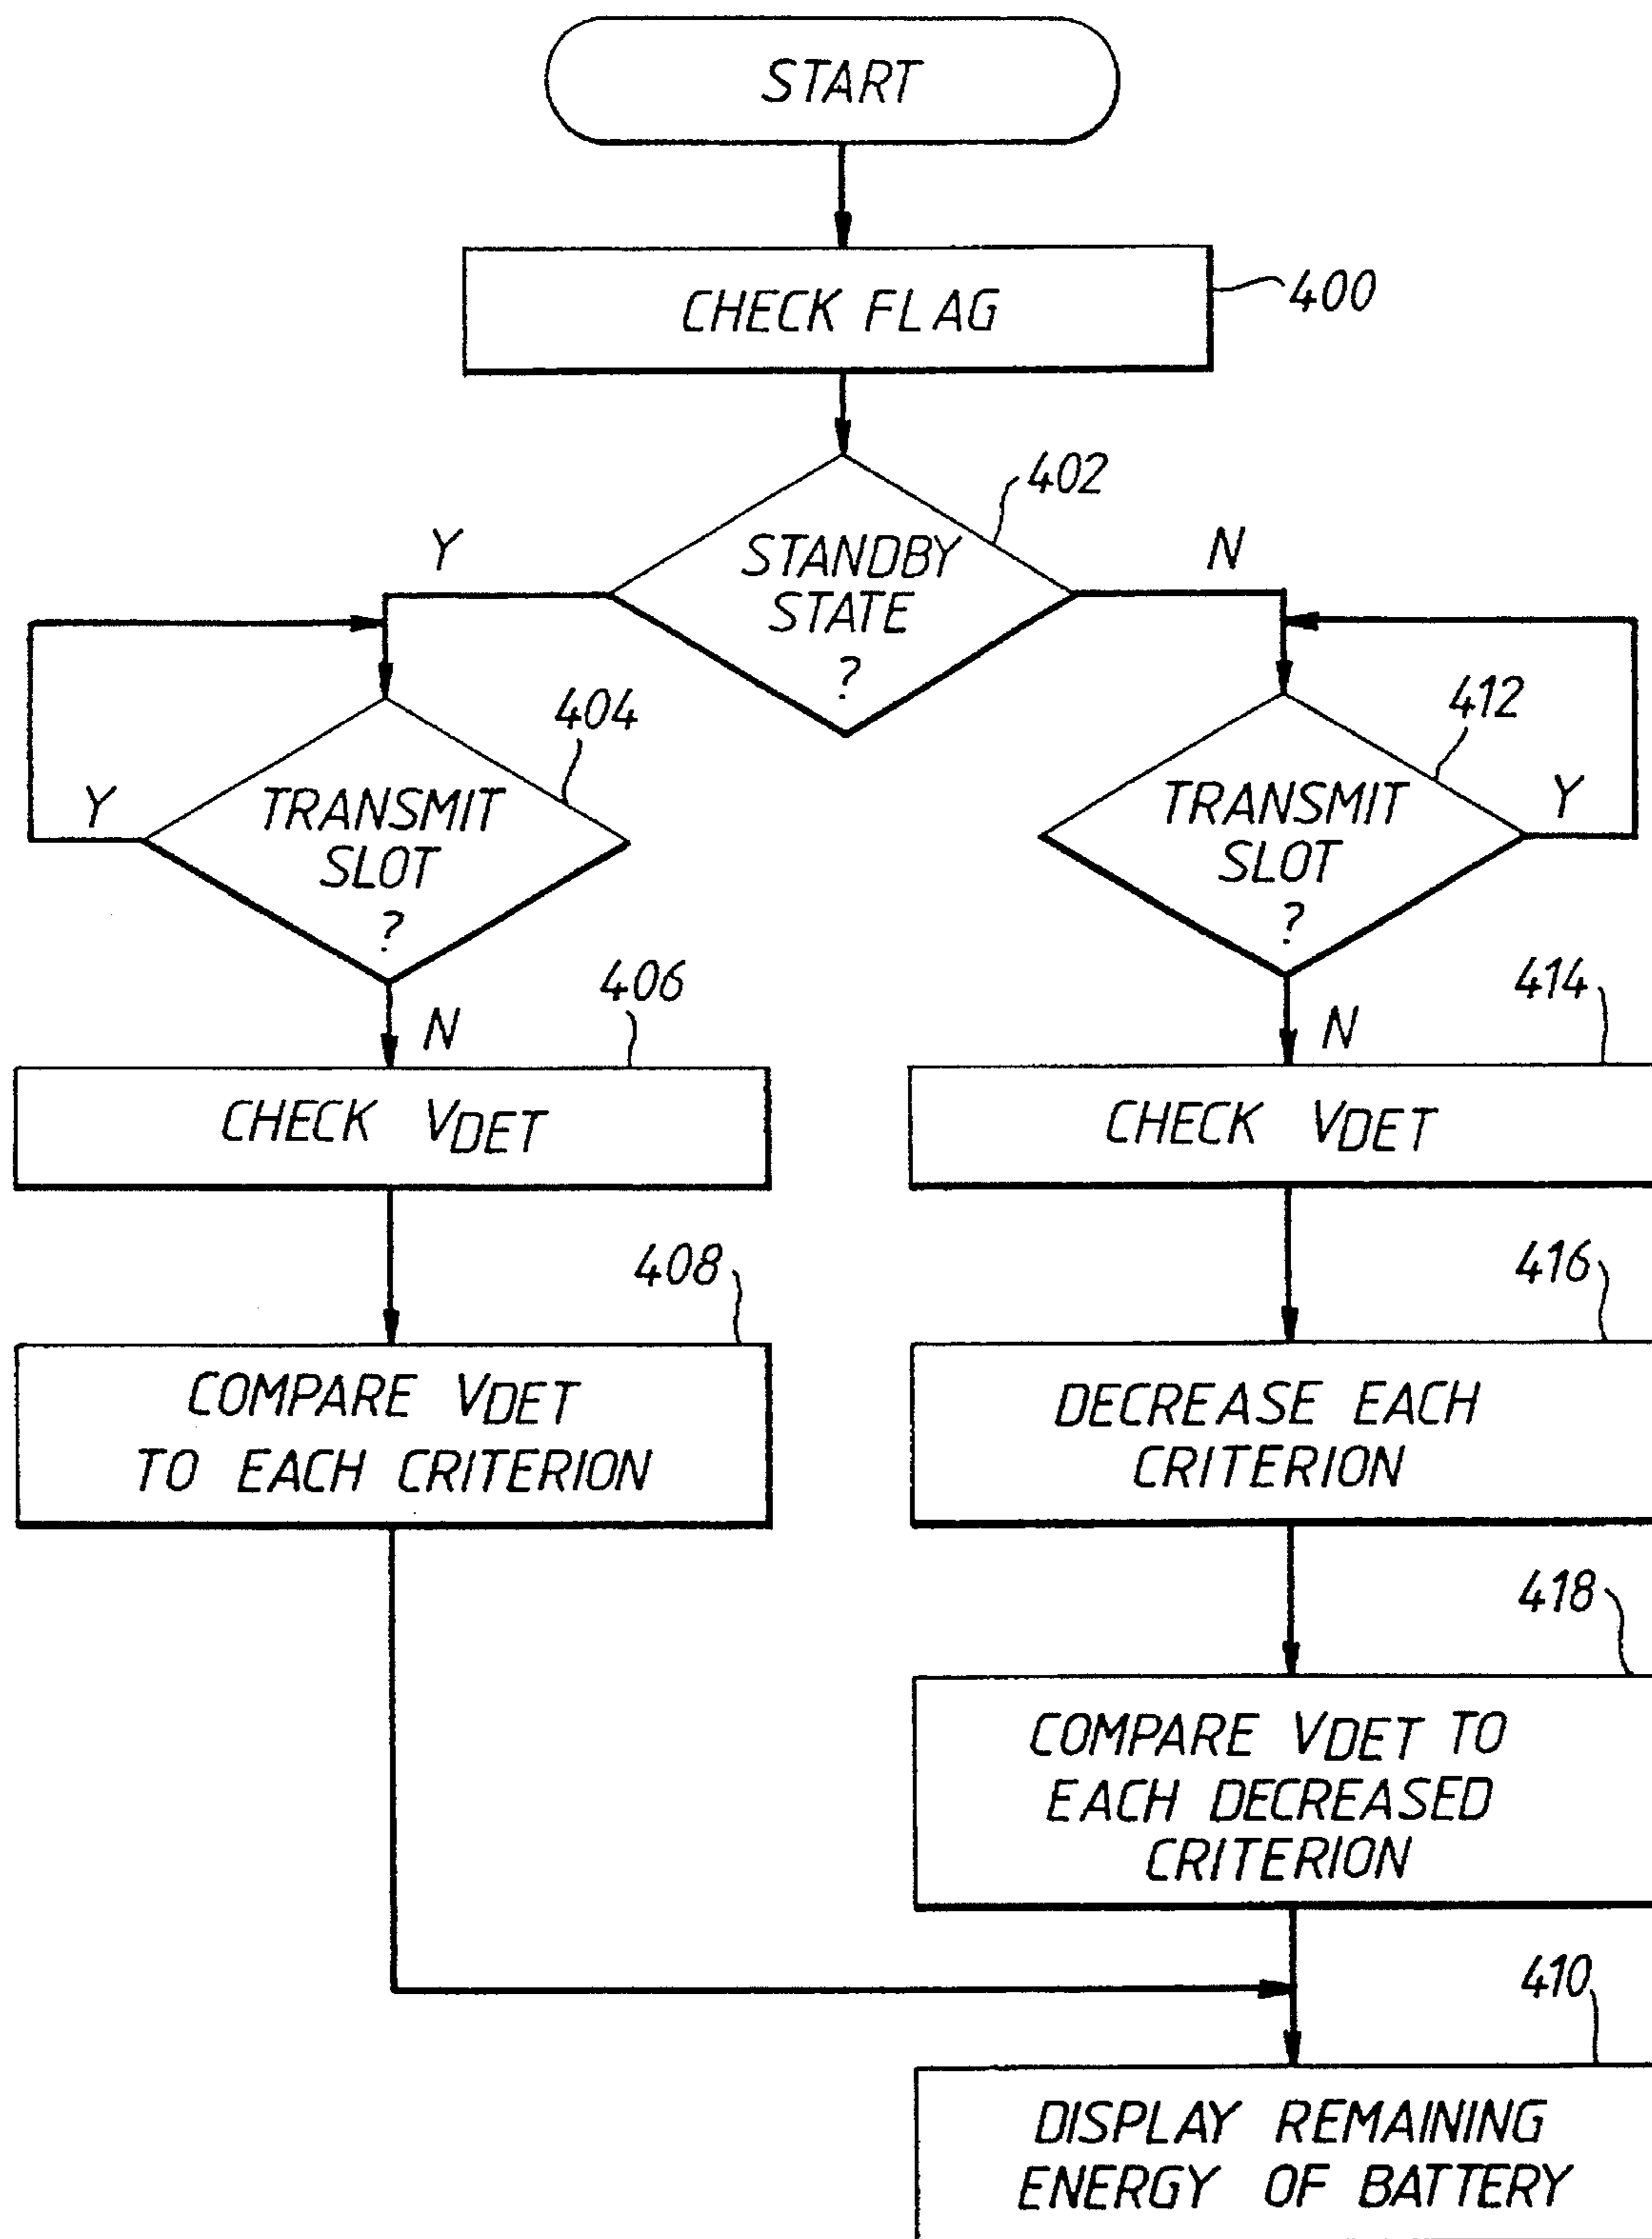 START
CHECK FLAG
400
402
Y
STANDBY
STATE
?
N
404
Y
TRANSMIT
SLOT
?
N
412
TRANSMIT
SLOT
?
Y
N
406
CHECK VDET
414
CHECK VDET
408
COMPARE VDET
TO EACH CRITERION
416
DECREASE EACH
CRITERION
418
COMPARE VDET TO
EACH DECREASED
CRITERION
410
DISPLAY REMAINING
ENERGY OF BATTERY